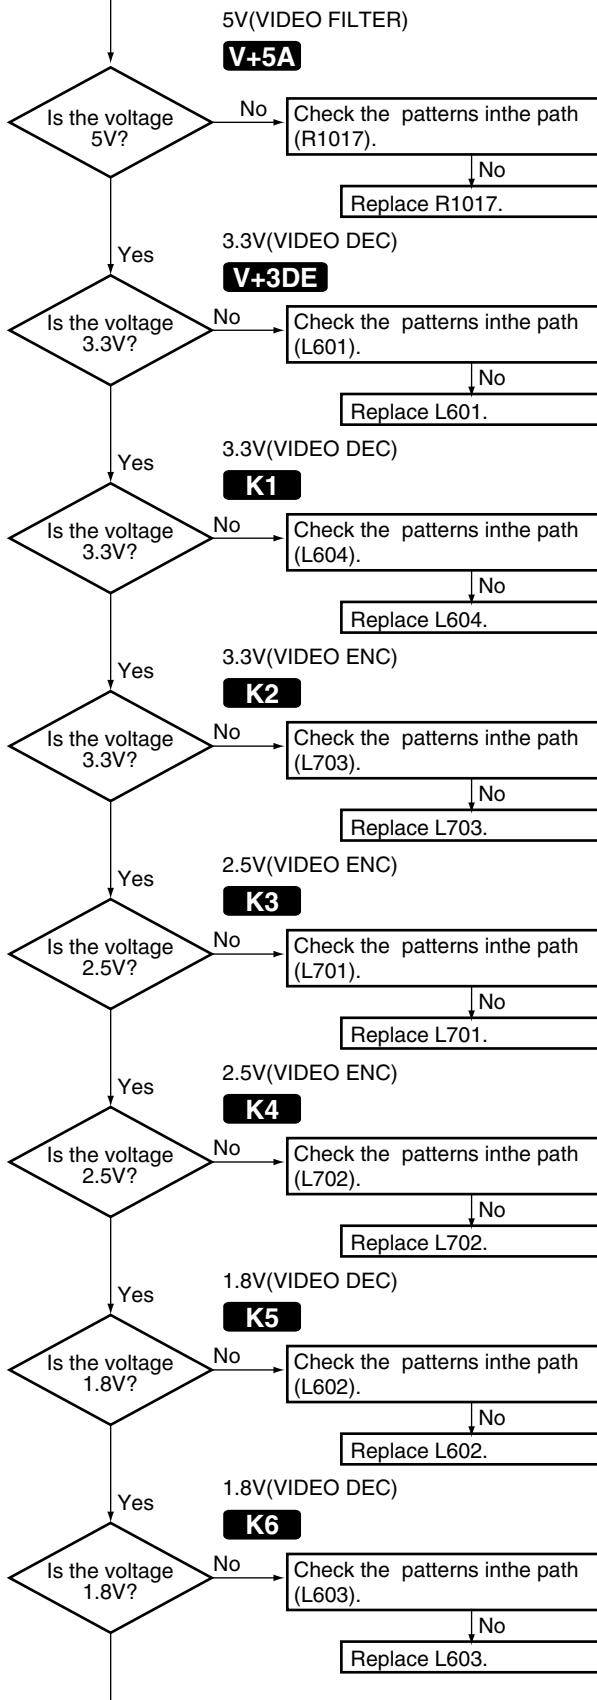 5V(VIDEO FILTER)
V+5A
Is the voltage
5V?
No
Check the  patterns inthe path
(R1017).
No
Replace R1017.
Yes
3.3V(VIDEO DEC)
V+3DE
Is the voltage
3.3V?
No
Check the  patterns inthe path
(L601).
No
Replace L601.
Yes
3.3V(VIDEO DEC)
K1
Is the voltage
3.3V?
No
Check the  patterns inthe path
(L604).
No
Replace L604.
Yes
3.3V(VIDEO ENC)
K2
Is the voltage
3.3V?
No
Check the  patterns inthe path
(L703).
No
Replace L703.
Yes
2.5V(VIDEO ENC)
K3
Is the voltage
2.5V?
No
Check the  patterns inthe path
(L701).
No
Replace L701.
Yes
2.5V(VIDEO ENC)
K4
Is the voltage
2.5V?
No
Check the  patterns inthe path
(L702).
No
Replace L702.
Yes
1.8V(VIDEO DEC)
K5
Is the voltage
1.8V?
No
Check the  patterns inthe path
(L602).
No
Replace L602.
Yes
1.8V(VIDEO DEC)
K6
Is the voltage
1.8V?
No
Check the  patterns inthe path
(L603).
No
Replace L603.